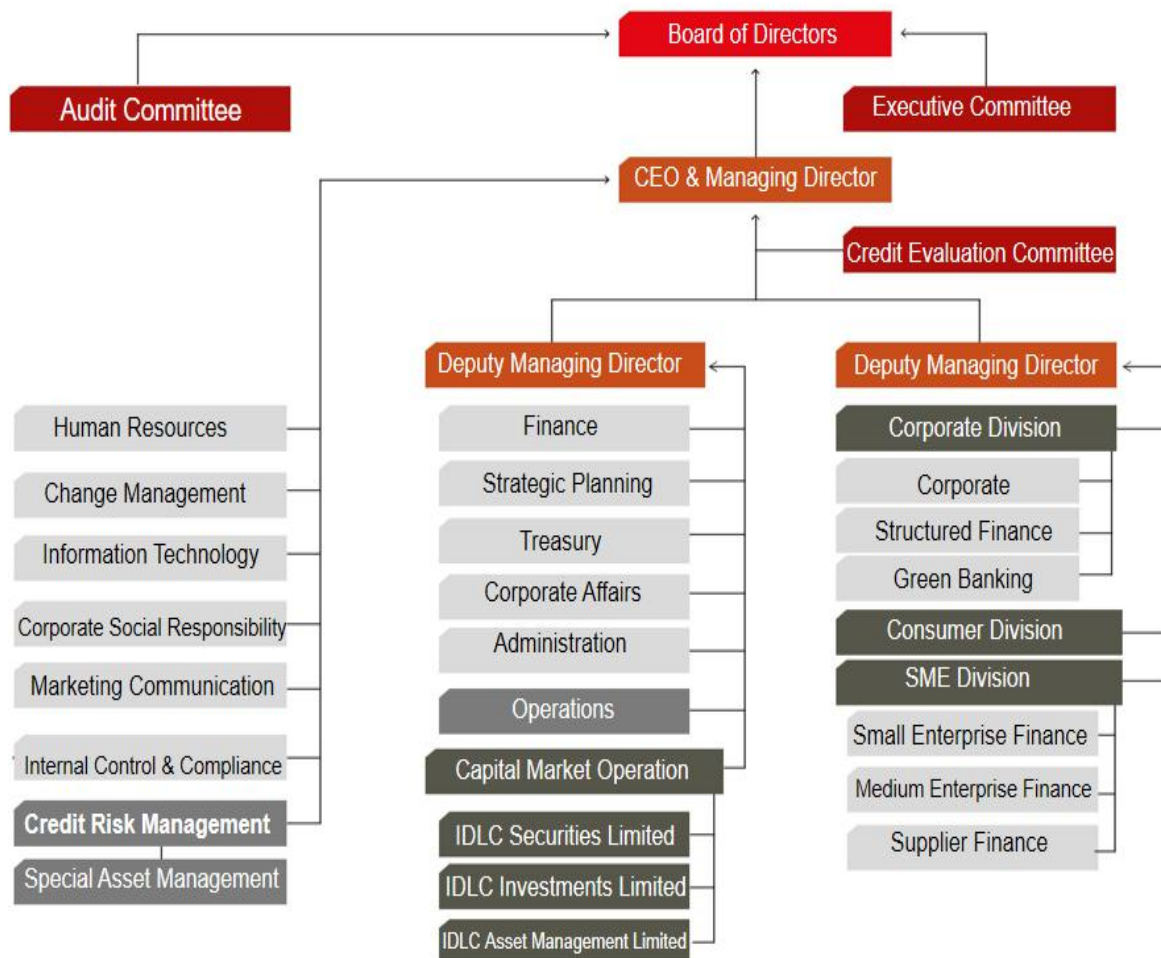 Board of Directors
Audit Committee
Executive Committee
CEO & Managing Director
Credit Evaluation Committee
Deputy Managing Director
Deputy Managing Director
Human Resources
Change Management
Information Technology
Corporate Social Responsibility
Marketing Communication
Internal Control & Compliance
Credit Risk Management
Special Asset Management
Finance
Strategic Planning
Treasury
Corporate Affairs
Administration
Operations
Capital Market Operation
IDLC Securities Limited
IDLC Investments Limited
IDLC Asset Management Limited
Corporate Division
Corporate
Structured Finance
Green Banking
Consumer Division
SME Division
Small Enterprise Finance
Medium Enterprise Finance
Supplier Finance